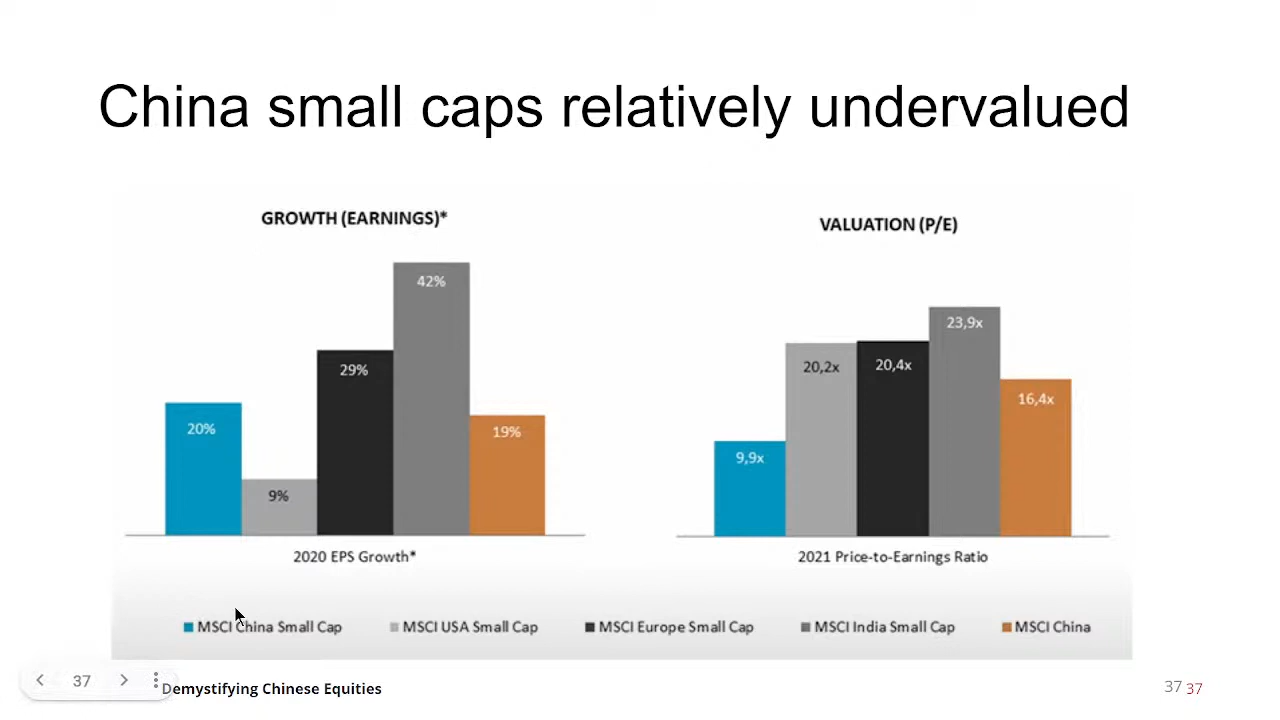 China small caps relatively undervalued
GROWTH (EARNINGS)*
42%
29%
20%
19%
9%
2020 EPS Growth*
VALUATION (P/E)
23,9x
20,2x
20,4x
16,4x
9,9x
2021 Price-to-Earnings Ratio
MSCI China Small Cap
MSCI USA Small Cap
MSCI Europe Small Cap
MSCI India Small Cap
MSCI China
37
Demystifying Chinese Equities
37 37